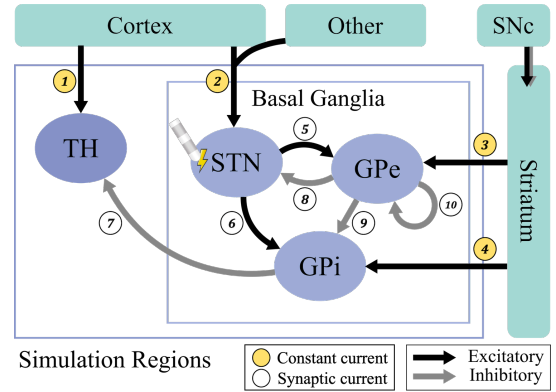 Cortex
Other
SNc
1
2
Basal Ganglia
TH
STN
5
GPe
3
8
10
6
9
7
GPi
4
Striatum
Simulation Regions
Constant current
Synaptic current
Excitatory
Inhibitory